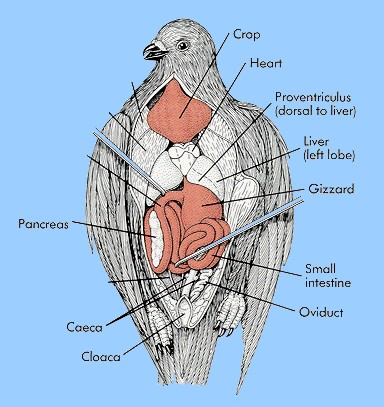 Crop
Heart
Proventriculus
(dorsal to liver)
Liver
(left lobe)
Gizzard
Pancreas
Small
intestine
Oviduct
Caeca
Cloaca